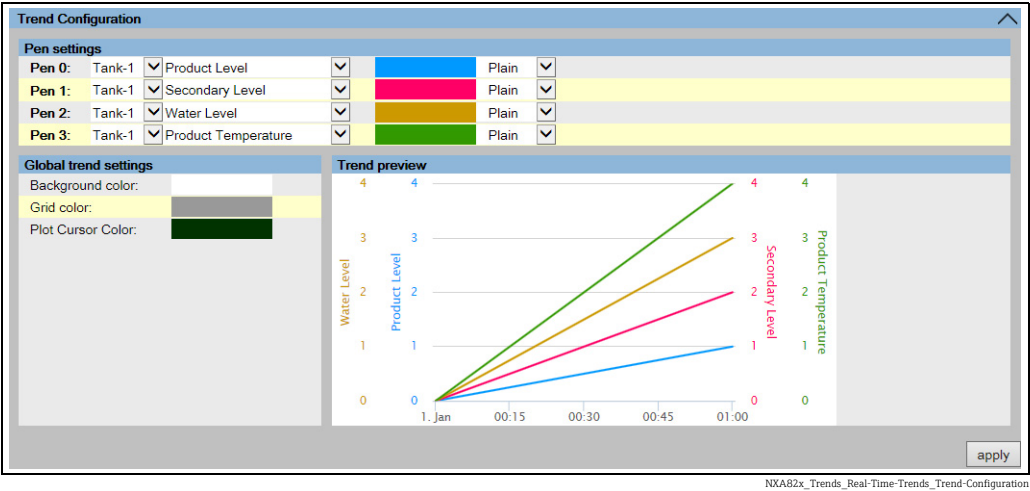 Trend Configuration
Pen settings
Pen 0: Tank-1 Product Level Plain
Pen 1: Tank-1 Secondary Level Plain
Pen 2: Tank-1 Water Level Plain
Pen 3: Tank-1 Product Temperature Plain
Global trend settings
Background color:
Grid color:
Plot Cursor Color:
Trend preview
4 4 4 4
3 3 3 3
2 2 2 2
1 1 1 1
0 0 0 0
Water Level
Product Level
Secondary Level
Product Temperature
1. Jan 00:15 00:30 00:45 01:00
apply
NXA82x_Trends_Real-Time-Trends_Trend-Configuration